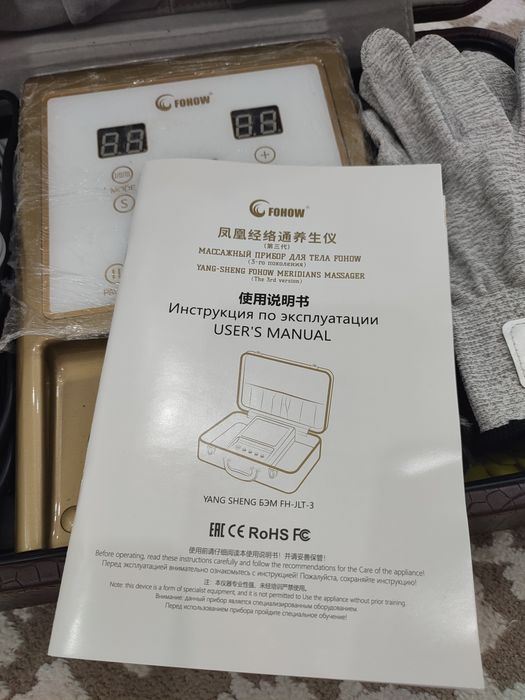 FOHOW
MODE
S
+
FOHOW
凤凰经络通养生仪
(第三代)
МАССАЖНЫЙ ПРИБОР ДЛЯ ТЕЛА FOHOW
(3-го поколения)
YANG-SHENG FOHOW MERIDIANS MASSAGER
(The 3rd version)
使用说明书
Инструкция по эксплуатации
USER'S MANUAL
YANG SHENG БЭМ FH-JLT-3
EAC CE RoHS FC
使用前请仔细阅读本使用说明书！并请妥善保管！
Before operating, read these instructions carefully and follow the recommendations for the Care of the appliance!
Перед эксплуатацией внимательно ознакомьтесь с инструкцией! Пожалуйста, сохраняйте инструкцию!
注：本仪器专业性强，未经培训严禁使用。
Note: this device is a form of specialist equipment, and it is not permitted to Use the appliance without prior training.
Внимание: данный прибор является специализированным оборудованием.
Перед использованием прибора пройдите специальное обучение!